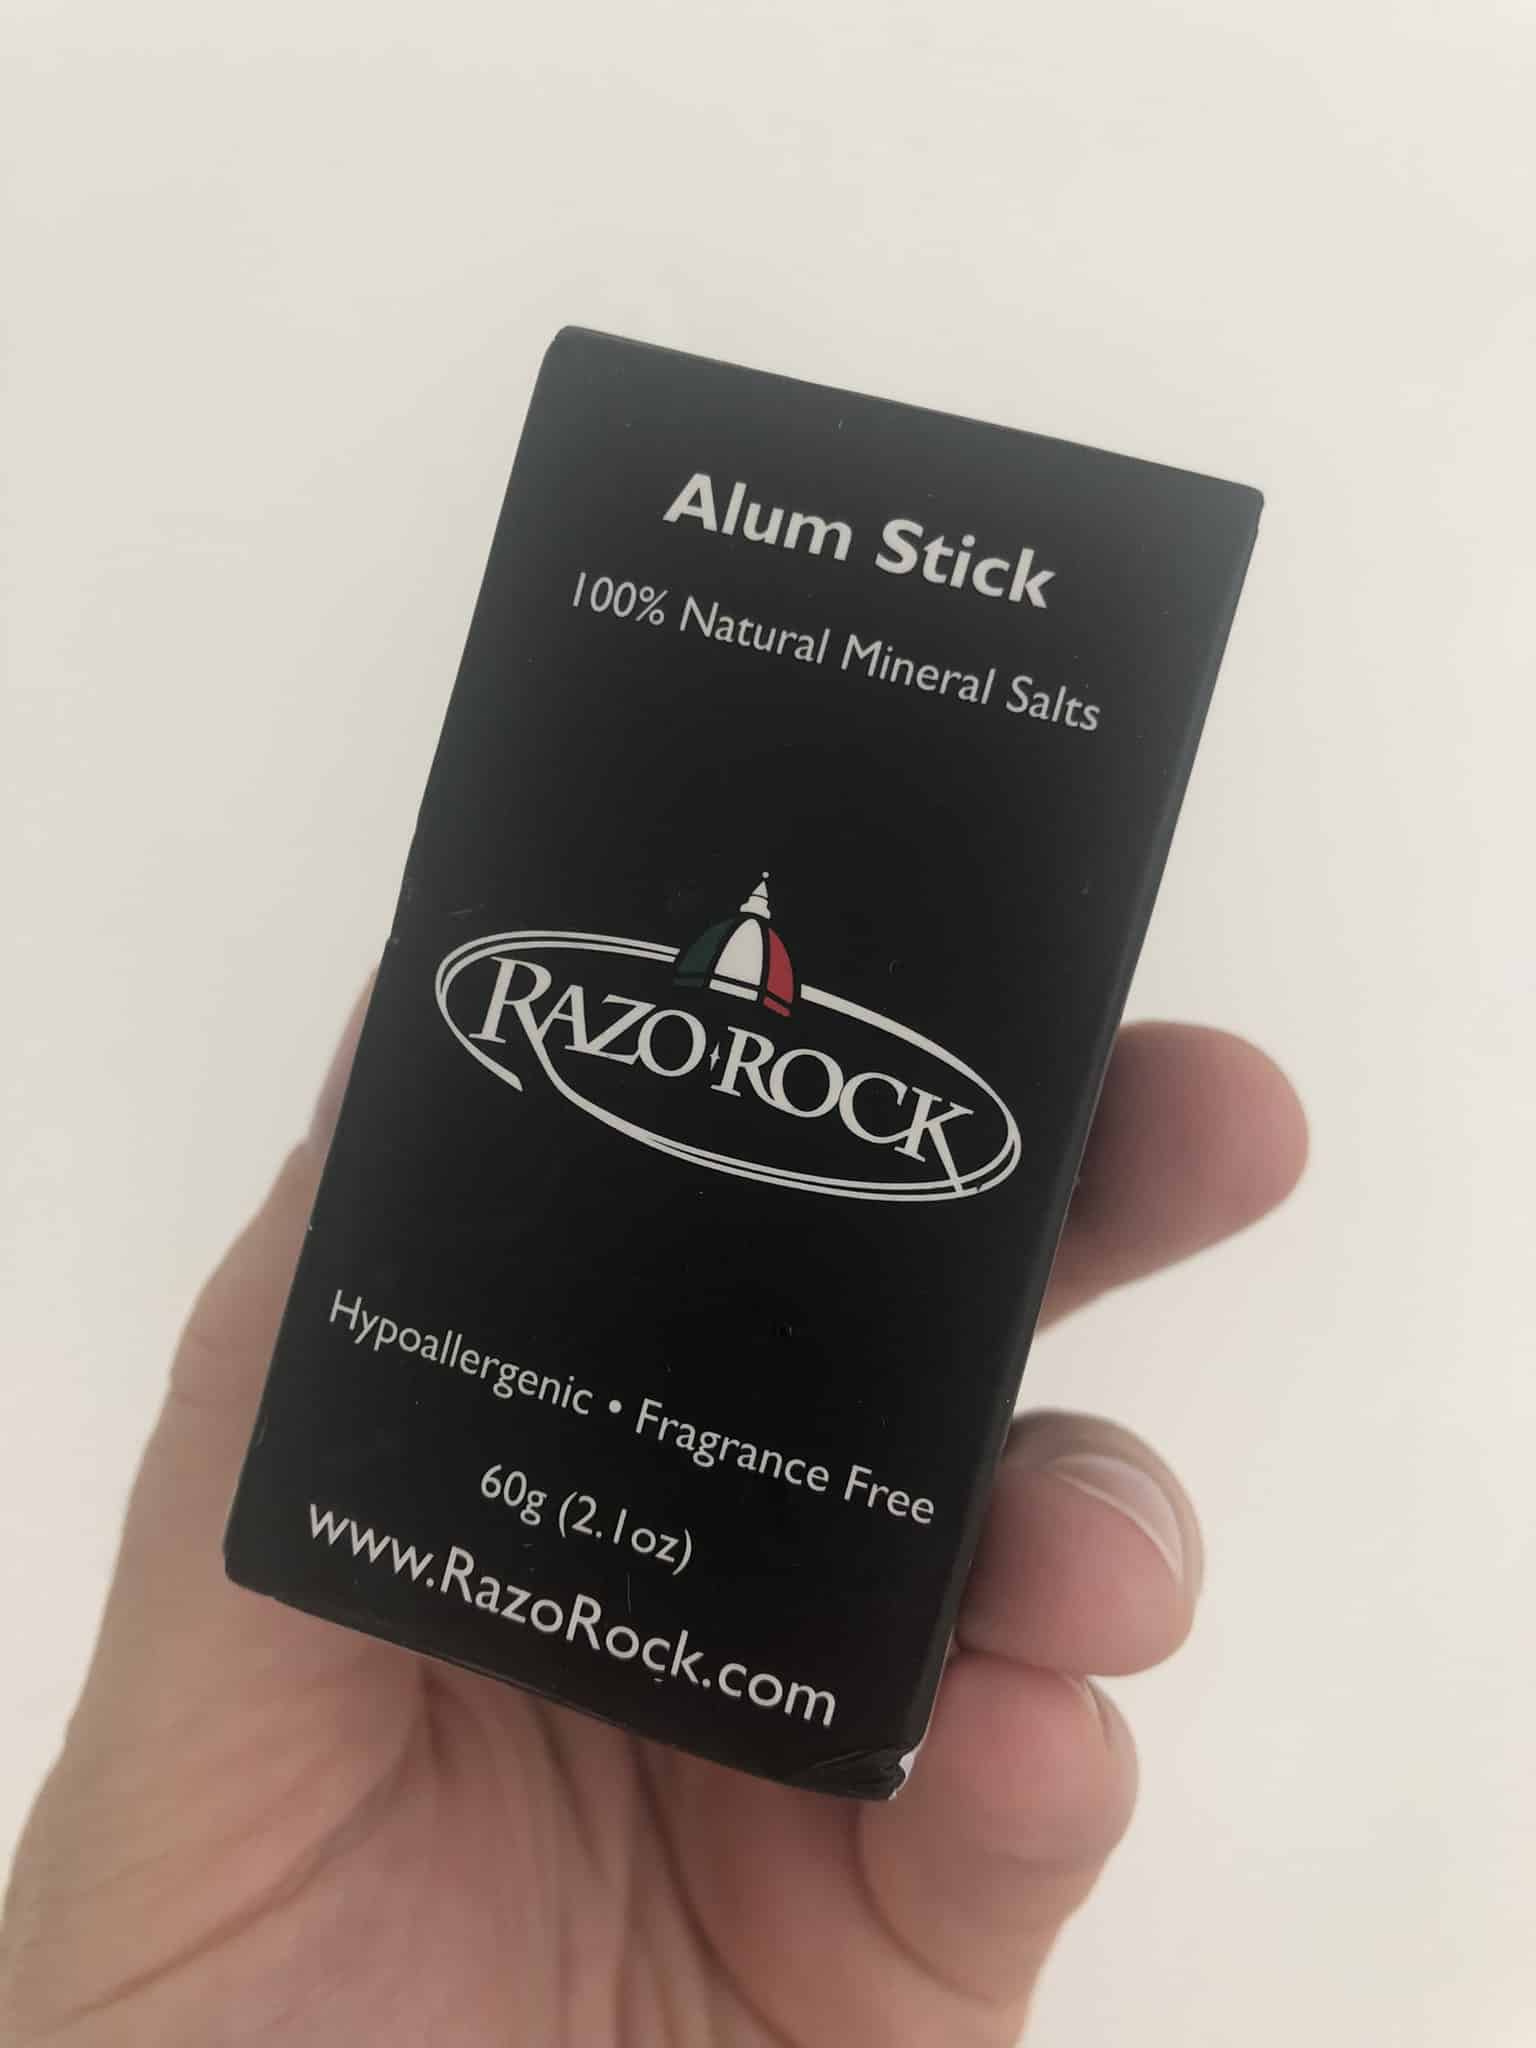 Alum Stick
100% Natural Mineral Salts
RAZOROCK
Hypoallergenic • Fragrance Free
60g (2.1oz)
www.RazoRock.com